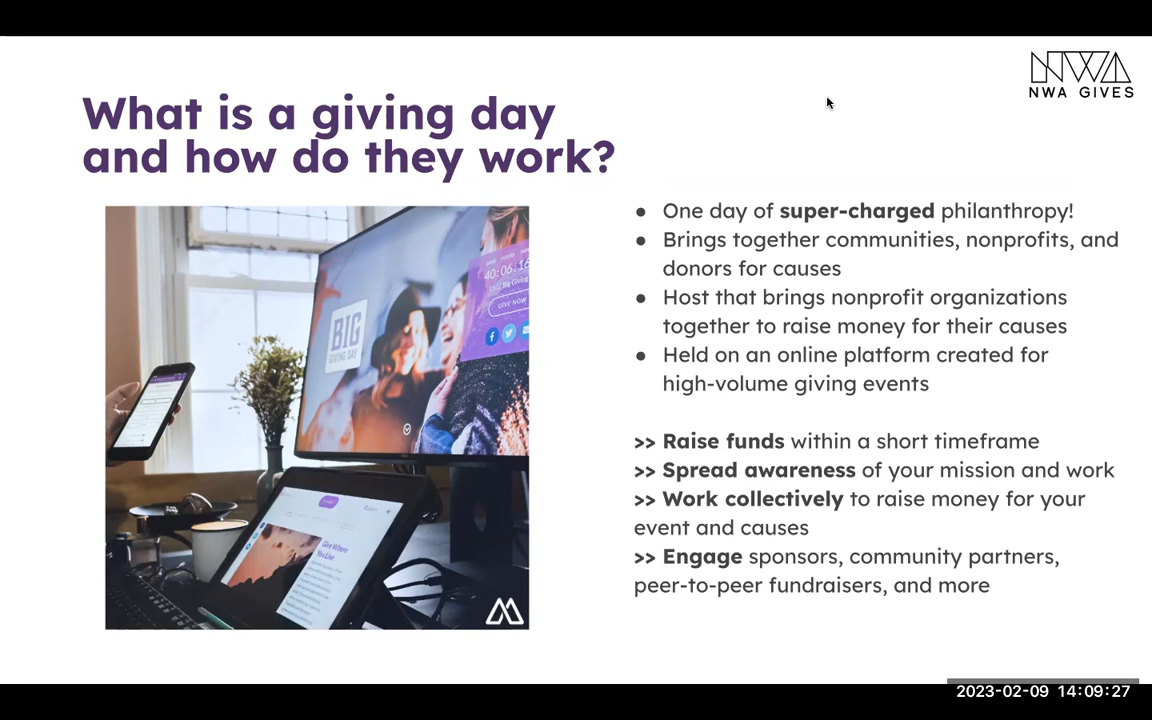 NWA GIVES
What is a giving day
and how do they work?
● One day of super-charged philanthropy!
● Brings together communities, nonprofits, and
donors for causes
● Host that brings nonprofit organizations
together to raise money for their causes
● Held on an online platform created for
high-volume giving events
>> Raise funds within a short timeframe
>> Spread awareness of your mission and work
>> Work collectively to raise money for your
event and causes
>> Engage sponsors, community partners,
peer-to-peer fundraisers, and more
BIG
GIVING DAY
40:06:16
GIVE NOW
Give Where
You Live
2023-02-09 14:09:27